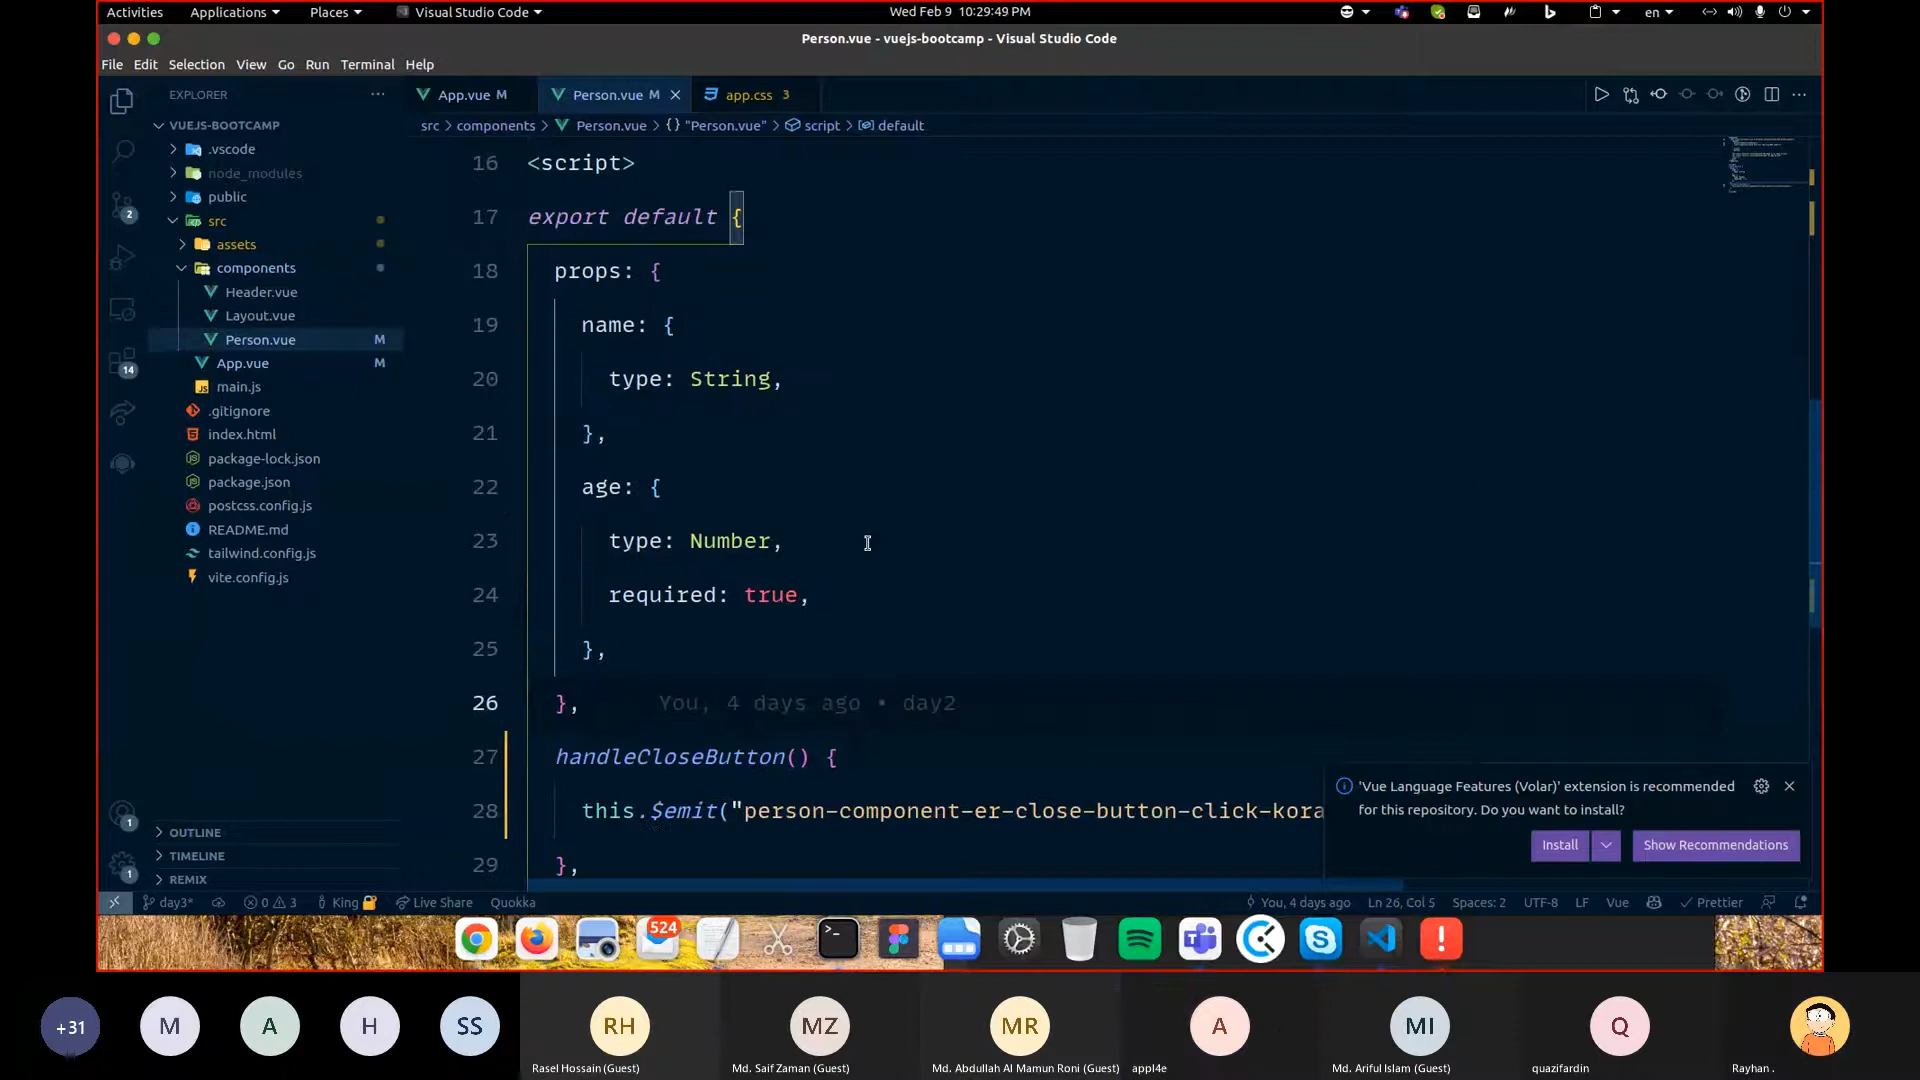 Activities Applications Places Visual Studio Code Wed Feb 9 10:29:49 PM en
Person.vue - vuejs-bootcamp - Visual Studio Code
File Edit Selection View Go Run Terminal Help
EXPLORER
App.vue M Person.vue M app.css 3
VUEJS-BOOTCAMP
src > components > Person.vue > {} "Person.vue" > script > default
.vscode
node_modules
public
src
assets
components
Header.vue
Layout.vue
Person.vue M
App.vue M
main.js
.gitignore
index.html
package-lock.json
package.json
postcss.config.js
README.md
tailwind.config.js
vite.config.js
2
14
1
1
OUTLINE
TIMELINE
REMIX
16 <script>
17 export default {
18 props: {
19 name: {
20 type: String,
21 },
22 age: {
23 type: Number,
24 required: true,
25 },
26 }, You, 4 days ago • day2
27 handleCloseButton() {
28 this.$emit("person-component-er-close-button-click-kora
29 },
'Vue Language Features (Volar)' extension is recommended
for this repository. Do you want to install?
Install Show Recommendations
day3* 0 3 King Live Share Quokka You, 4 days ago Ln 26, Col 5 Spaces: 2 UTF-8 LF Vue Prettier
524
+31 M A H SS RH MZ MR A MI Q
Rasel Hossain (Guest) Md. Saif Zaman (Guest) Md. Abdullah Al Mamun Roni (Guest) appl4e Md. Ariful Islam (Guest) quazifardin Rayhan .